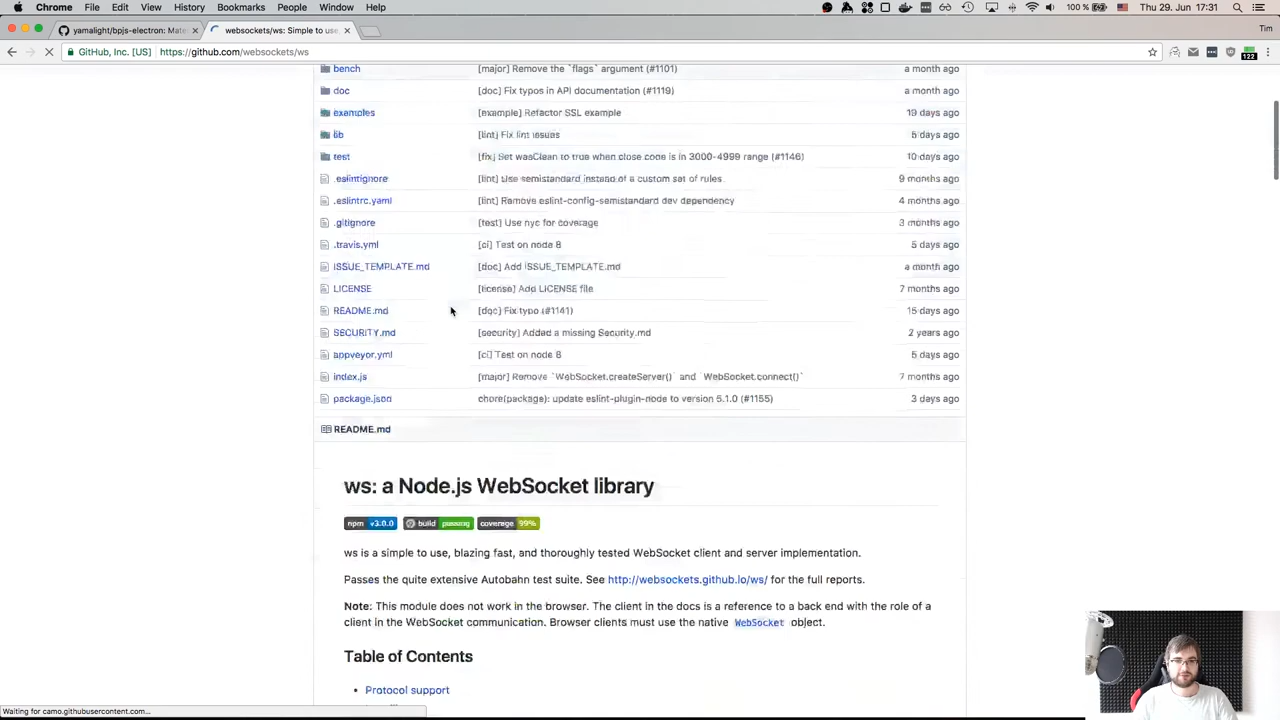 Chrome File Edit View History Bookmarks People Window Help 100 % Thu 29. Jun 17:31
yamalight/bpjs-electron: Mate websockets/ws: Simple to use, Tim
GitHub, Inc. [US] https://github.com/websockets/ws 122
bench [major] Remove the `flags` argument (#1101) a month ago
doc [doc] Fix typos in API documentation (#1119) a month ago
examples [example] Refactor SSL example 19 days ago
lib [lint] Fix lint issues 5 days ago
test [fix] Set wasClean to true when close code is in 3000-4999 range (#1146) 10 days ago
.eslintignore [lint] Use semistandard instead of a custom set of rules 9 months ago
.eslintrc.yaml [lint] Remove eslint-config-semistandard dev dependency 4 months ago
.gitignore [test] Use nyc for coverage 3 months ago
.travis.yml [ci] Test on node 8 5 days ago
ISSUE_TEMPLATE.md [doc] Add ISSUE_TEMPLATE.md a month ago
LICENSE [license] Add LICENSE file 7 months ago
README.md [doc] Fix typo (#1141) 15 days ago
SECURITY.md [security] Added a missing Security.md 2 years ago
appveyor.yml [ci] Test on node 8 5 days ago
index.js [major] Remove `WebSocket.createServer()` and `WebSocket.connect()` 7 months ago
package.json chore(package): update eslint-plugin-node to version 5.1.0 (#1155) 3 days ago
README.md
ws: a Node.js WebSocket library
npm v3.0.0 build passing coverage 99%
ws is a simple to use, blazing fast, and thoroughly tested WebSocket client and server implementation.
Passes the quite extensive Autobahn test suite. See http://websockets.github.io/ws/ for the full reports.
Note: This module does not work in the browser. The client in the docs is a reference to a back end with the role of a
client in the WebSocket communication. Browser clients must use the native WebSocket object.
Table of Contents
• Protocol support
Waiting for camo.githubusercontent.com...